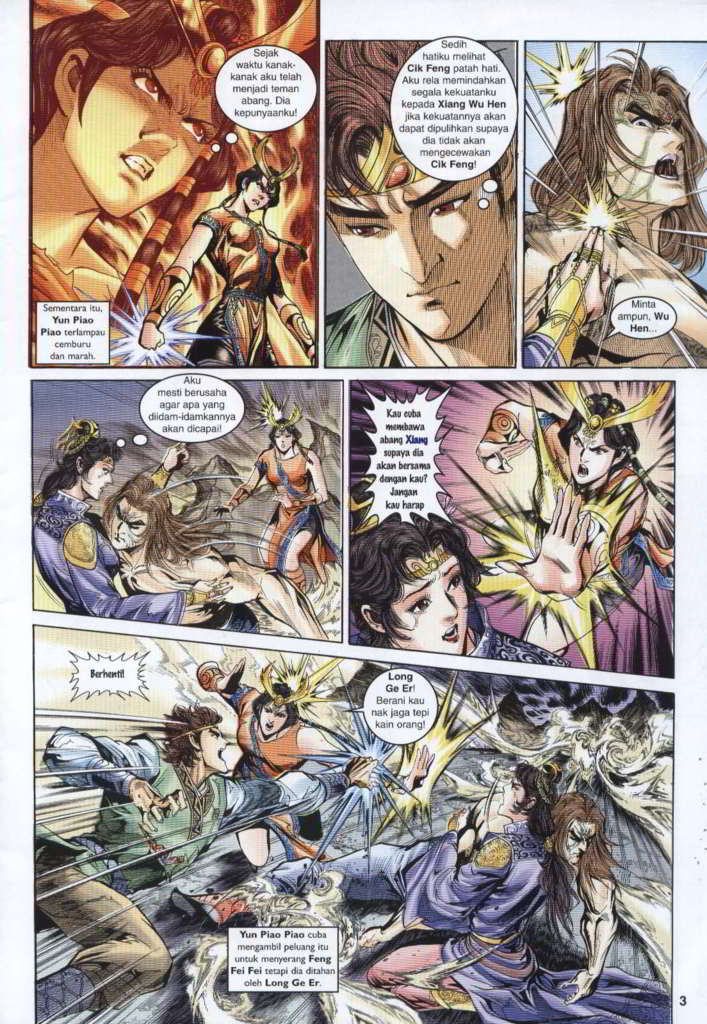 Sejak
waktu kanak-
kanak aku telah
menjadi teman
abang. Dia
kepunyaanku!
Sementara itu,
Yun Piao
Piao terlampau
cemburu
dan marah.
Sedih
hatiku melihat
Cik Feng patah hati.
Aku rela memindahkan
segala kekuatanku
kepada Xiang Wu Hen
jika kekuatannya akan
dapat dipulihkan supaya
dia tidak akan
mengecewakan
Cik Feng!
Minta
ampun, Wu
Hen...
Aku
mesti berusaha
agar apa yang
diidam-idamkannya
akan dicapai!
Kau cuba
membawa
abang Xiang
supaya dia
akan bersama
dengan kau?
Jangan
kau harap
Berhenti!
Long
Ge Er!
Berani kau
nak jaga tepi
kain orang!
Yun Piao Piao cuba
mengambil peluang itu
untuk menyerang Feng
Fei Fei tetapi dia ditahan
oleh Long Ge Er.
3